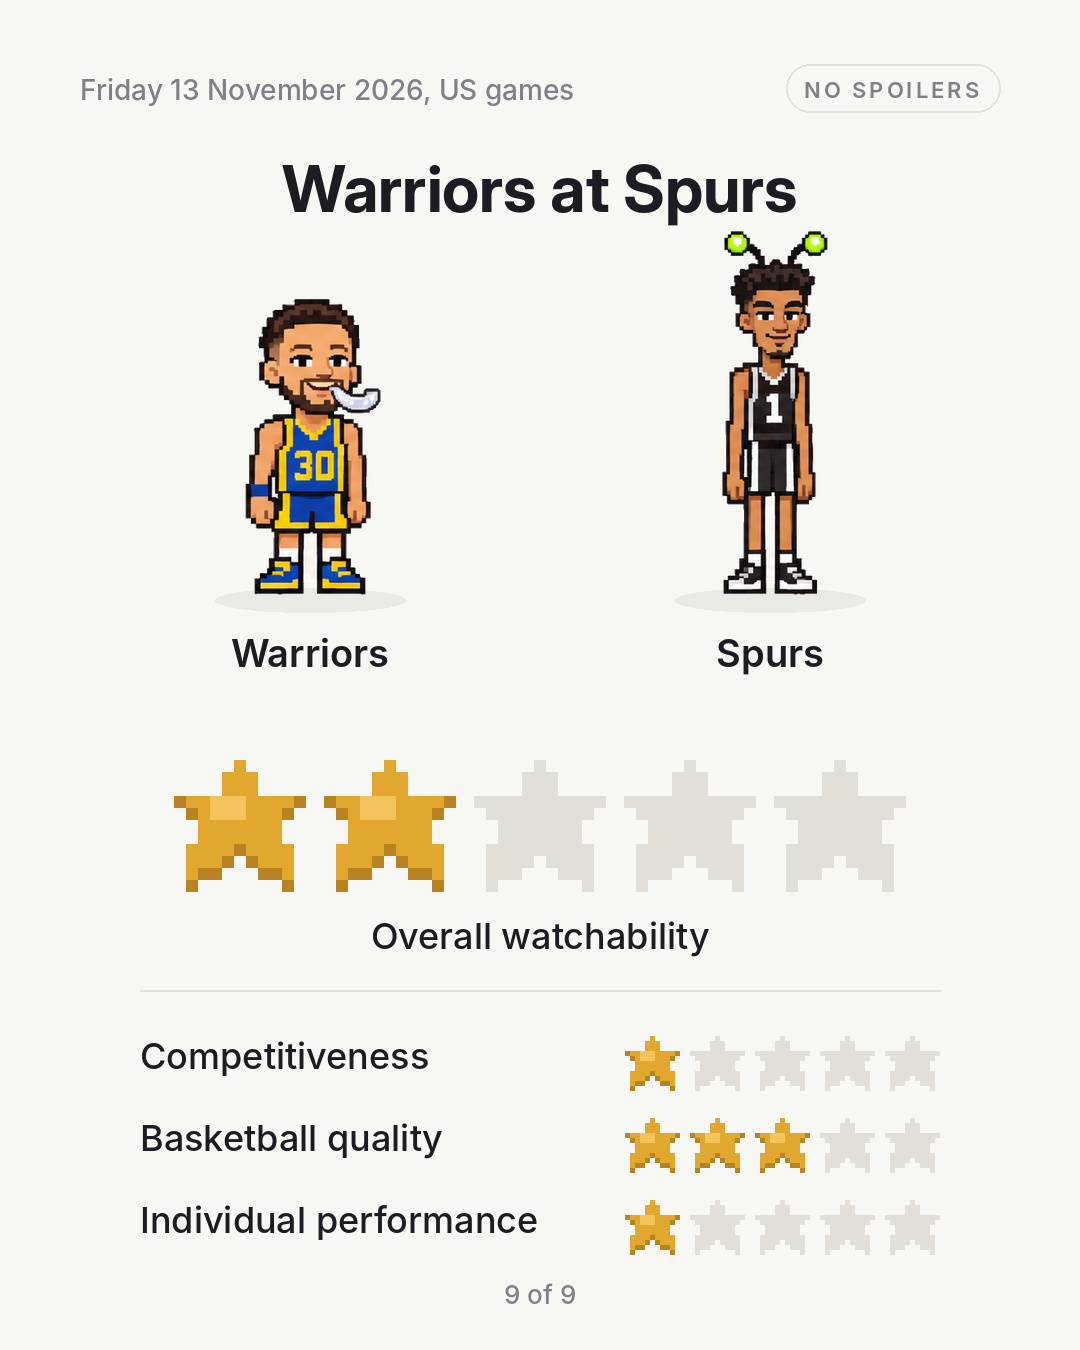 Friday 13 November 2026, US games
NO SPOILERS
Warriors at Spurs
30
1
Warriors
Spurs
Overall watchability
Competitiveness
Basketball quality
Individual performance
9 of 9